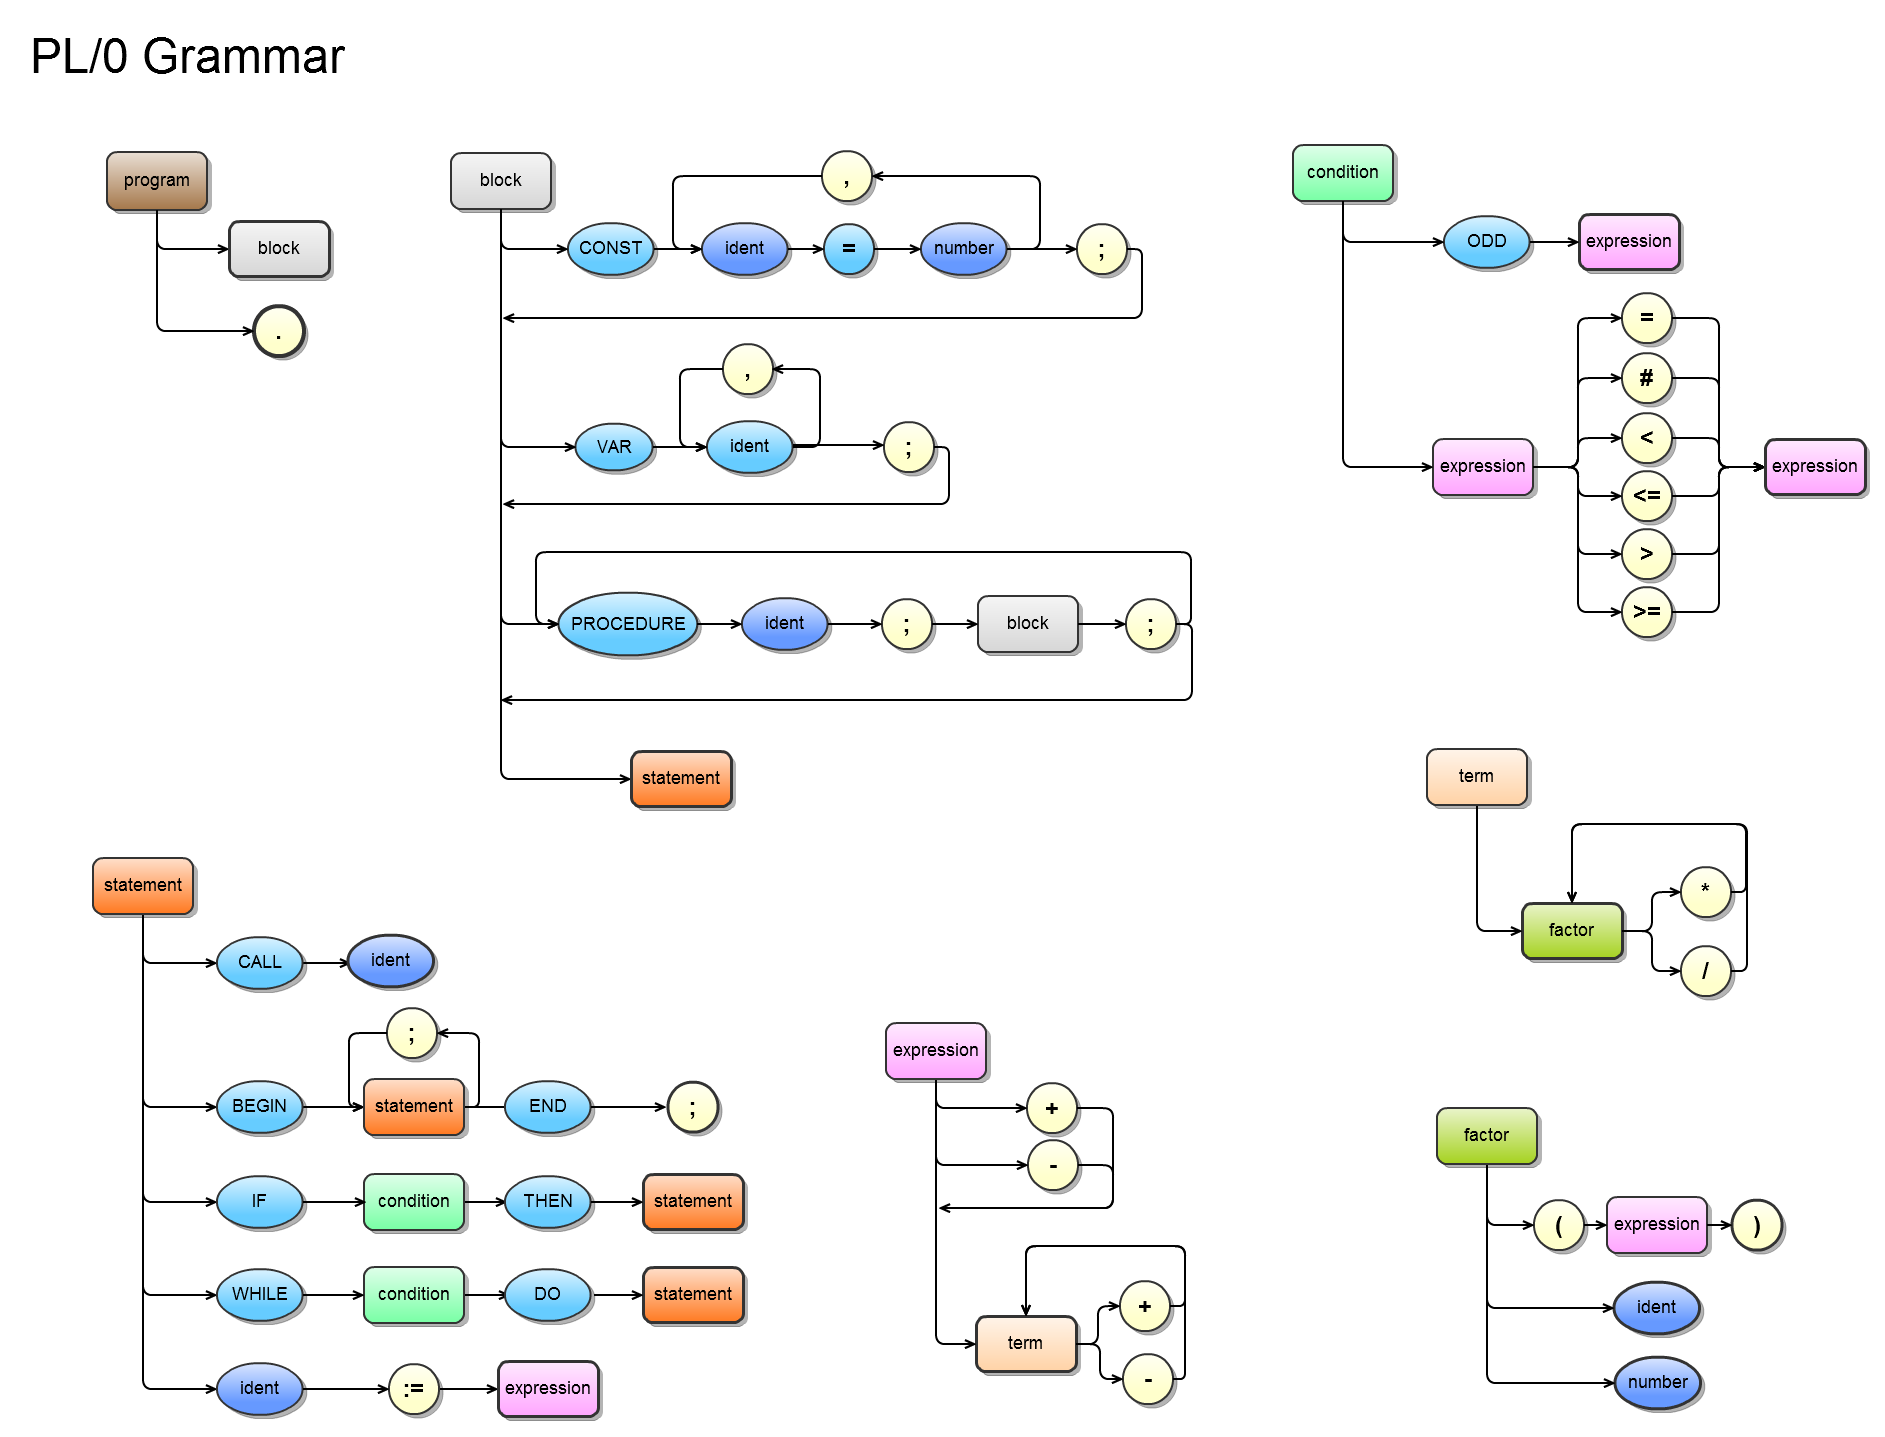 PL/0 Grammar
program
block
.
block
,
CONST ident = number ;
,
VAR ident ;
PROCEDURE ident ; block ;
statement
condition
ODD expression
=
#
<
expression expression
<=
>
>=
term
*
factor
/
statement
CALL ident
;
BEGIN statement END ;
IF condition THEN statement
WHILE condition DO statement
ident := expression
expression
+
-
+
term
-
factor
( expression )
ident
number